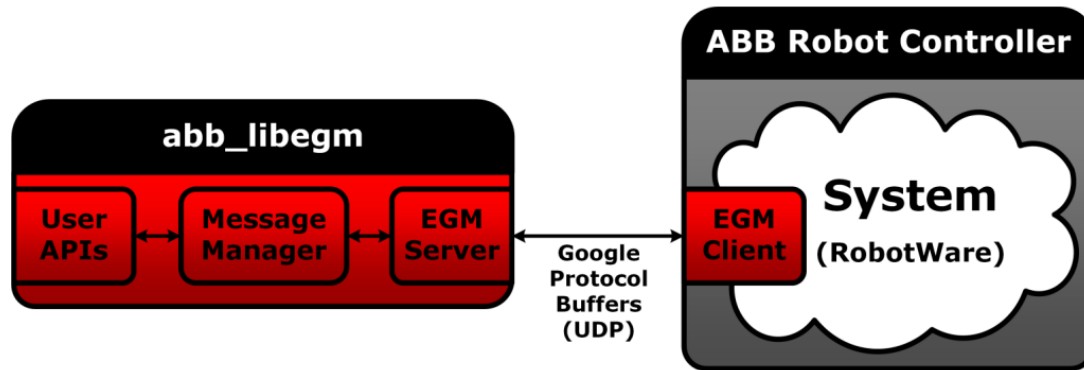 abb_libegm
User
APIs
Message
Manager
EGM
Server
Google
Protocol
Buffers
(UDP)
ABB Robot Controller
EGM
Client
System
(RobotWare)